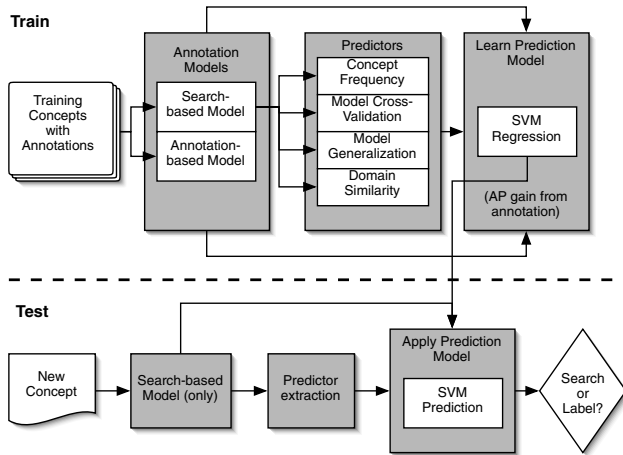 Train
Training
Concepts
with
Annotations
Annotation
Models
Search-
based Model
Annotation-
based Model
Predictors
Concept
Frequency
Model Cross-
Validation
Model
Generalization
Domain
Similarity
Learn Prediction
Model
SVM
Regression
(AP gain from
annotation)
Test
New
Concept
Search-based
Model (only)
Predictor
extraction
Apply Prediction
Model
SVM
Prediction
Search
or
Label?